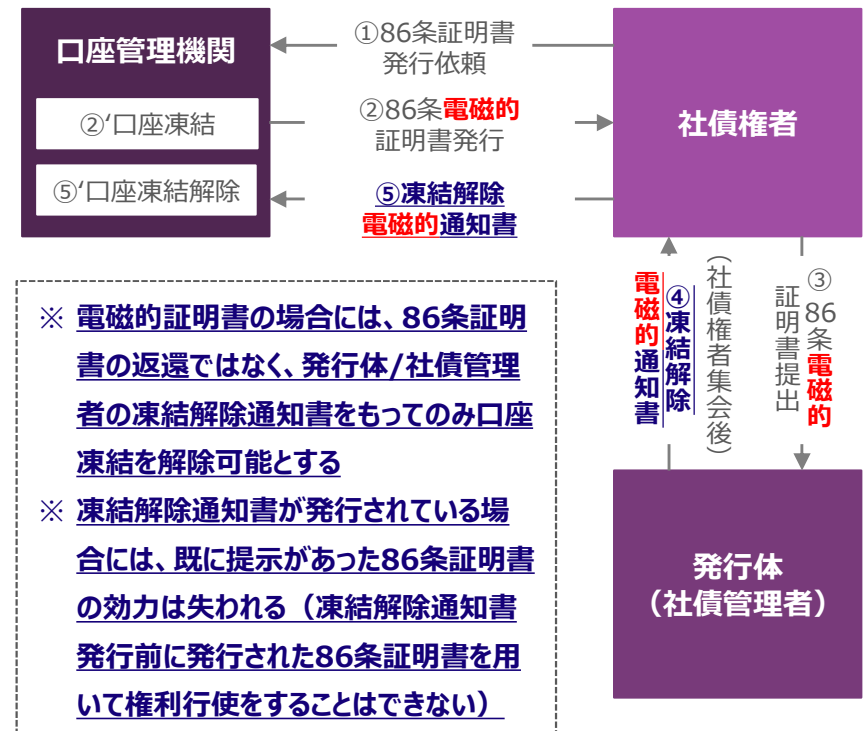 口座管理機関
②‘口座凍結
⑤‘口座凍結解除
①86条証明書
発行依頼
②86条電磁的
証明書発行
⑤凍結解除
電磁的通知書
社債権者
③86条電磁的
証明書提出
（社債権者集会後）
④凍結解除
電磁的通知書
発行体
（社債管理者）
※ 電磁的証明書の場合には、86条証明
書の返還ではなく、発行体/社債管理
者の凍結解除通知書をもってのみ口座
凍結を解除可能とする
※ 凍結解除通知書が発行されている場
合には、既に提示があった86条証明書
の効力は失われる（凍結解除通知書
発行前に発行された86条証明書を用
いて権利行使をすることはできない）